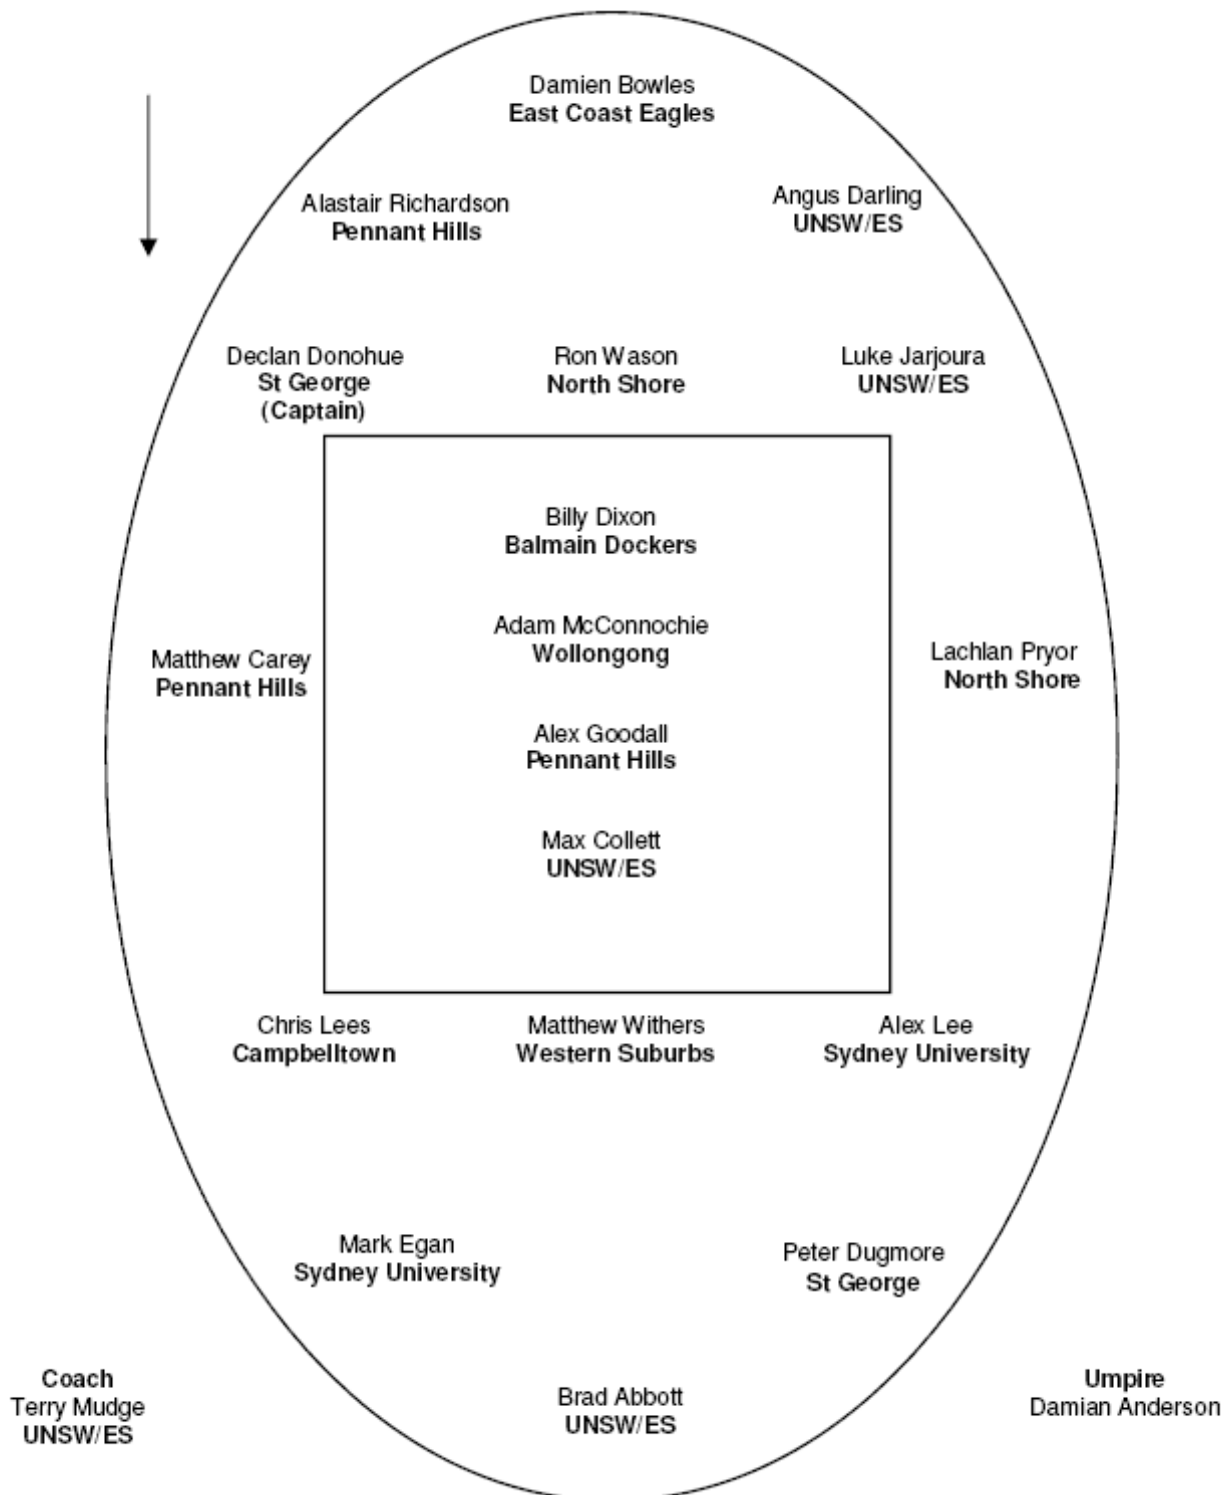 Damien Bowles
East Coast Eagles
Alastair Richardson
Pennant Hills
Angus Darling
UNSW/ES
Declan Donohue
St George
(Captain)
Ron Wason
North Shore
Luke Jarjoura
UNSW/ES
Billy Dixon
Balmain Dockers
Adam McConnochie
Wollongong
Matthew Carey
Pennant Hills
Lachlan Pryor
North Shore
Alex Goodall
Pennant Hills
Max Collett
UNSW/ES
Chris Lees
Campbelltown
Matthew Withers
Western Suburbs
Alex Lee
Sydney University
Mark Egan
Sydney University
Peter Dugmore
St George
Coach
Terry Mudge
UNSW/ES
Brad Abbott
UNSW/ES
Umpire
Damian Anderson